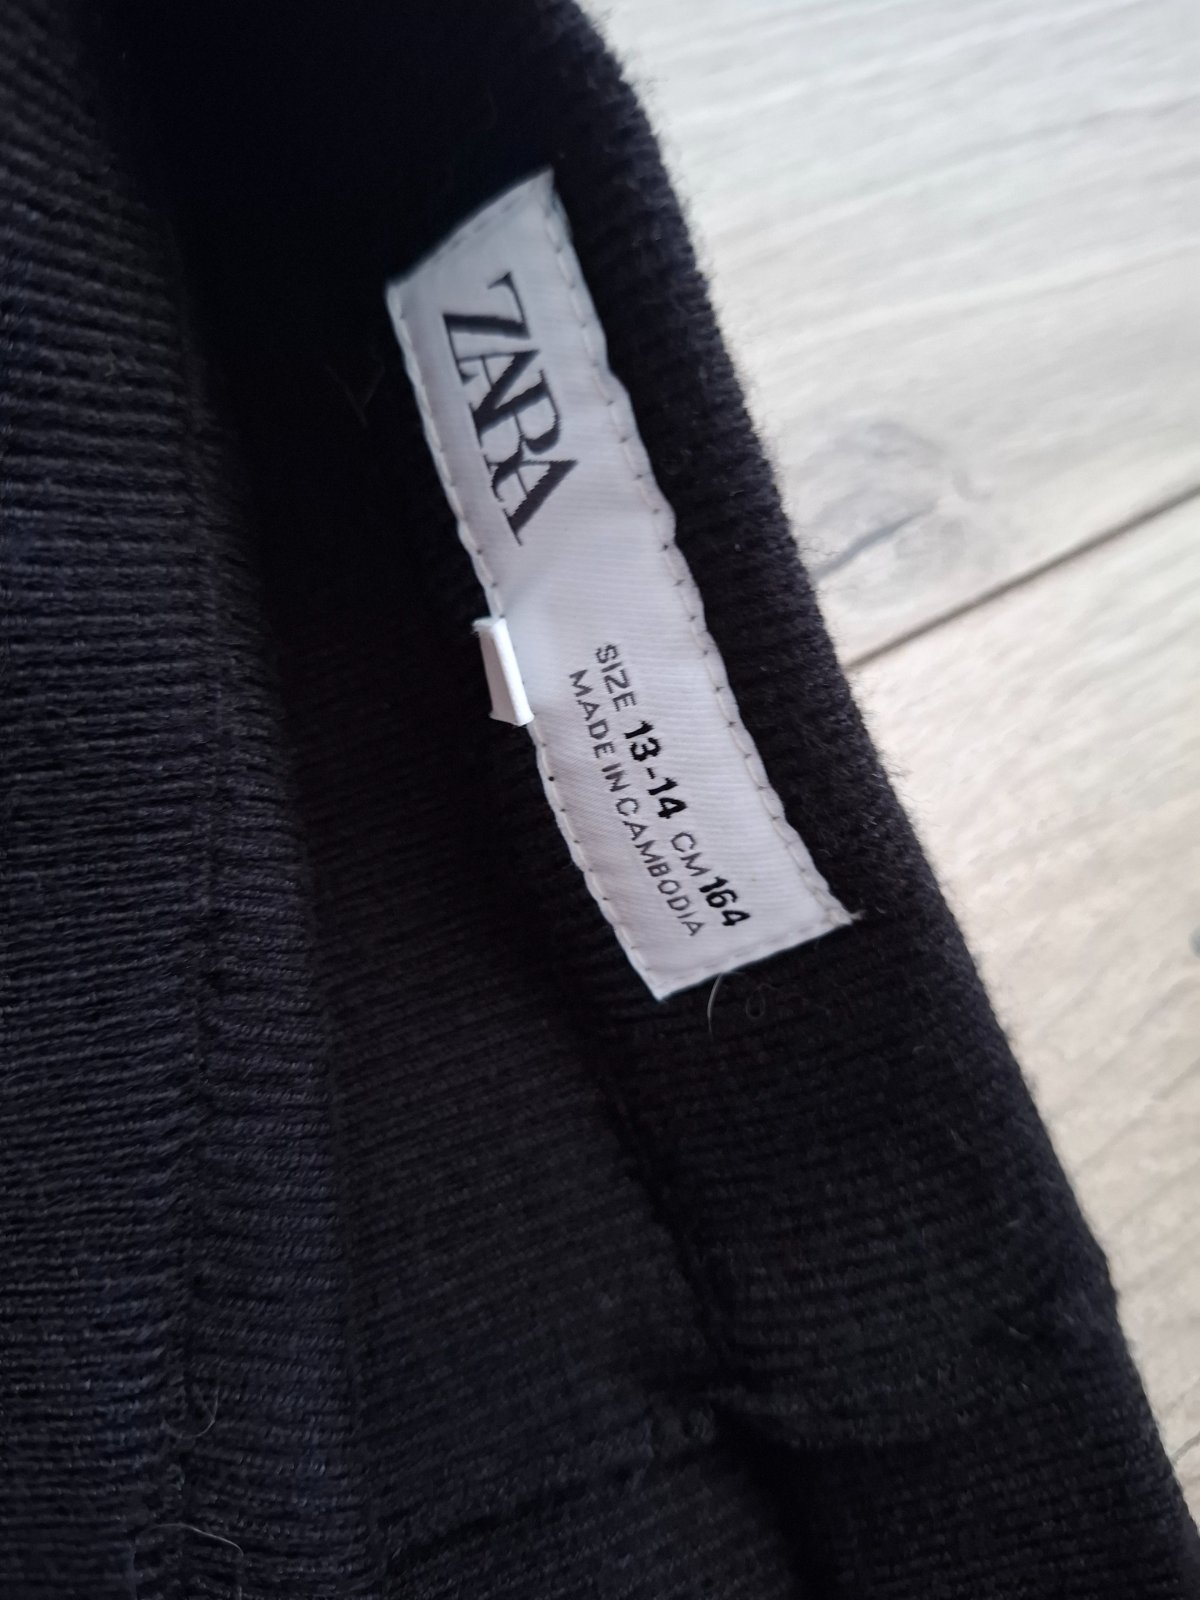 ZARA
SIZE 13-14 CM 164
MADE IN CAMBODIA